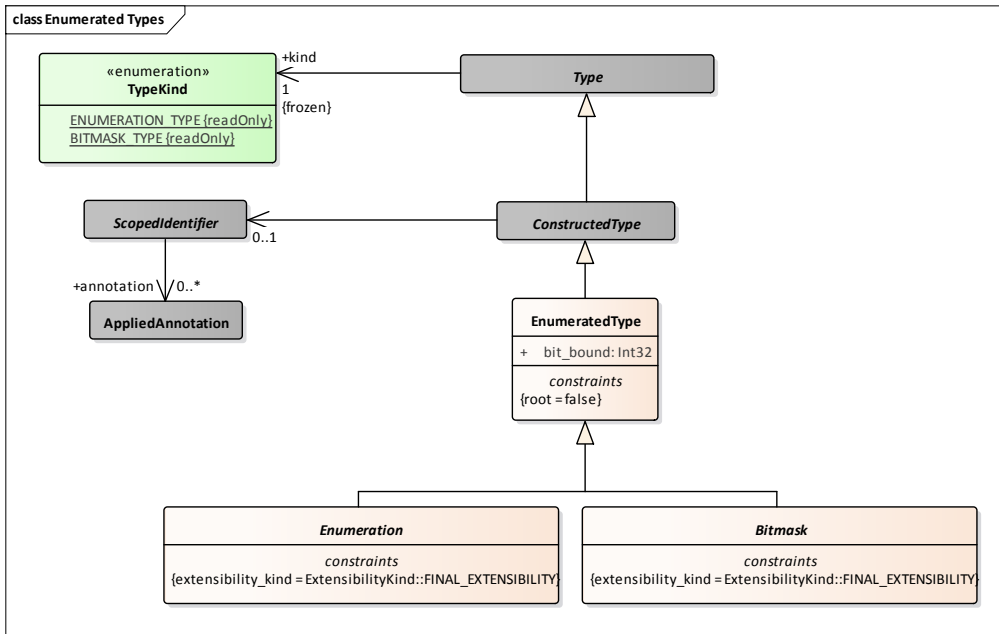 class Enumerated Types
«enumeration»
TypeKind
ENUMERATION_TYPE {readOnly}
BITMASK_TYPE {readOnly}
+kind
1
{frozen}
Type
ScopedIdentifier
0..1
ConstructedType
+annotation
0..*
AppliedAnnotation
EnumeratedType
+ bit_bound: Int32
constraints
{root = false}
Enumeration
constraints
{extensibility_kind = ExtensibilityKind::FINAL_EXTENSIBILITY}
Bitmask
constraints
{extensibility_kind = ExtensibilityKind::FINAL_EXTENSIBILITY}